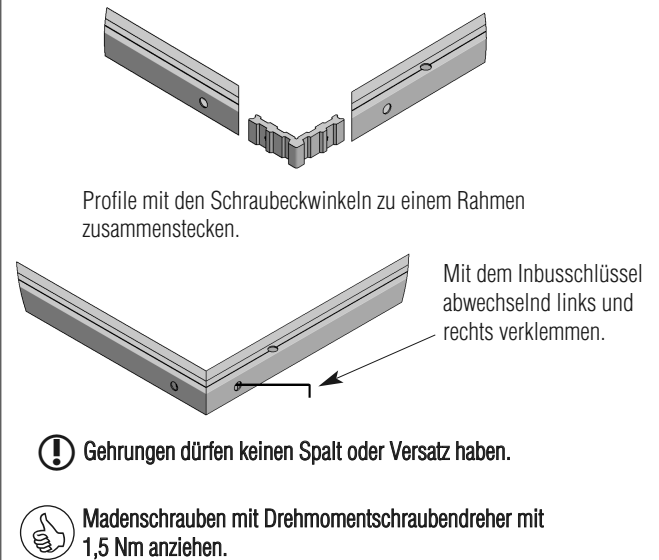 Profile mit den Schraubeckwinkeln zu einem Rahmen
zusammenstecken.
Mit dem Inbusschlüssel
abwechselnd links und
rechts verklemmen.
Gehrungen dürfen keinen Spalt oder Versatz haben.
Madenschrauben mit Drehmomentschraubendreher mit
1,5 Nm anziehen.